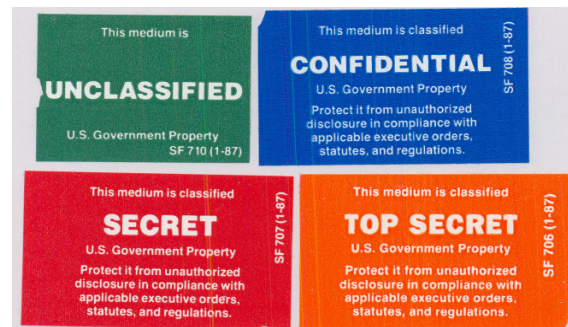 This medium is
UNCLASSIFIED
U.S. Government Property
SF 710 (1-87)
This medium is classified
CONFIDENTIAL
U.S. Government Property
Protect it from unauthorized
disclosure in compliance with
applicable executive orders,
statutes, and regulations.
SF 708 (1-87)
This medium is classified
SECRET
U.S. Government Property
Protect it from unauthorized
disclosure in compliance with
applicable executive orders,
statutes, and regulations.
SF 707 (1-87)
This medium is classified
TOP SECRET
U.S. Government Property
Protect it from unauthorized
disclosure in compliance with
applicable executive orders,
statutes, and regulations.
SF 706 (1-87)